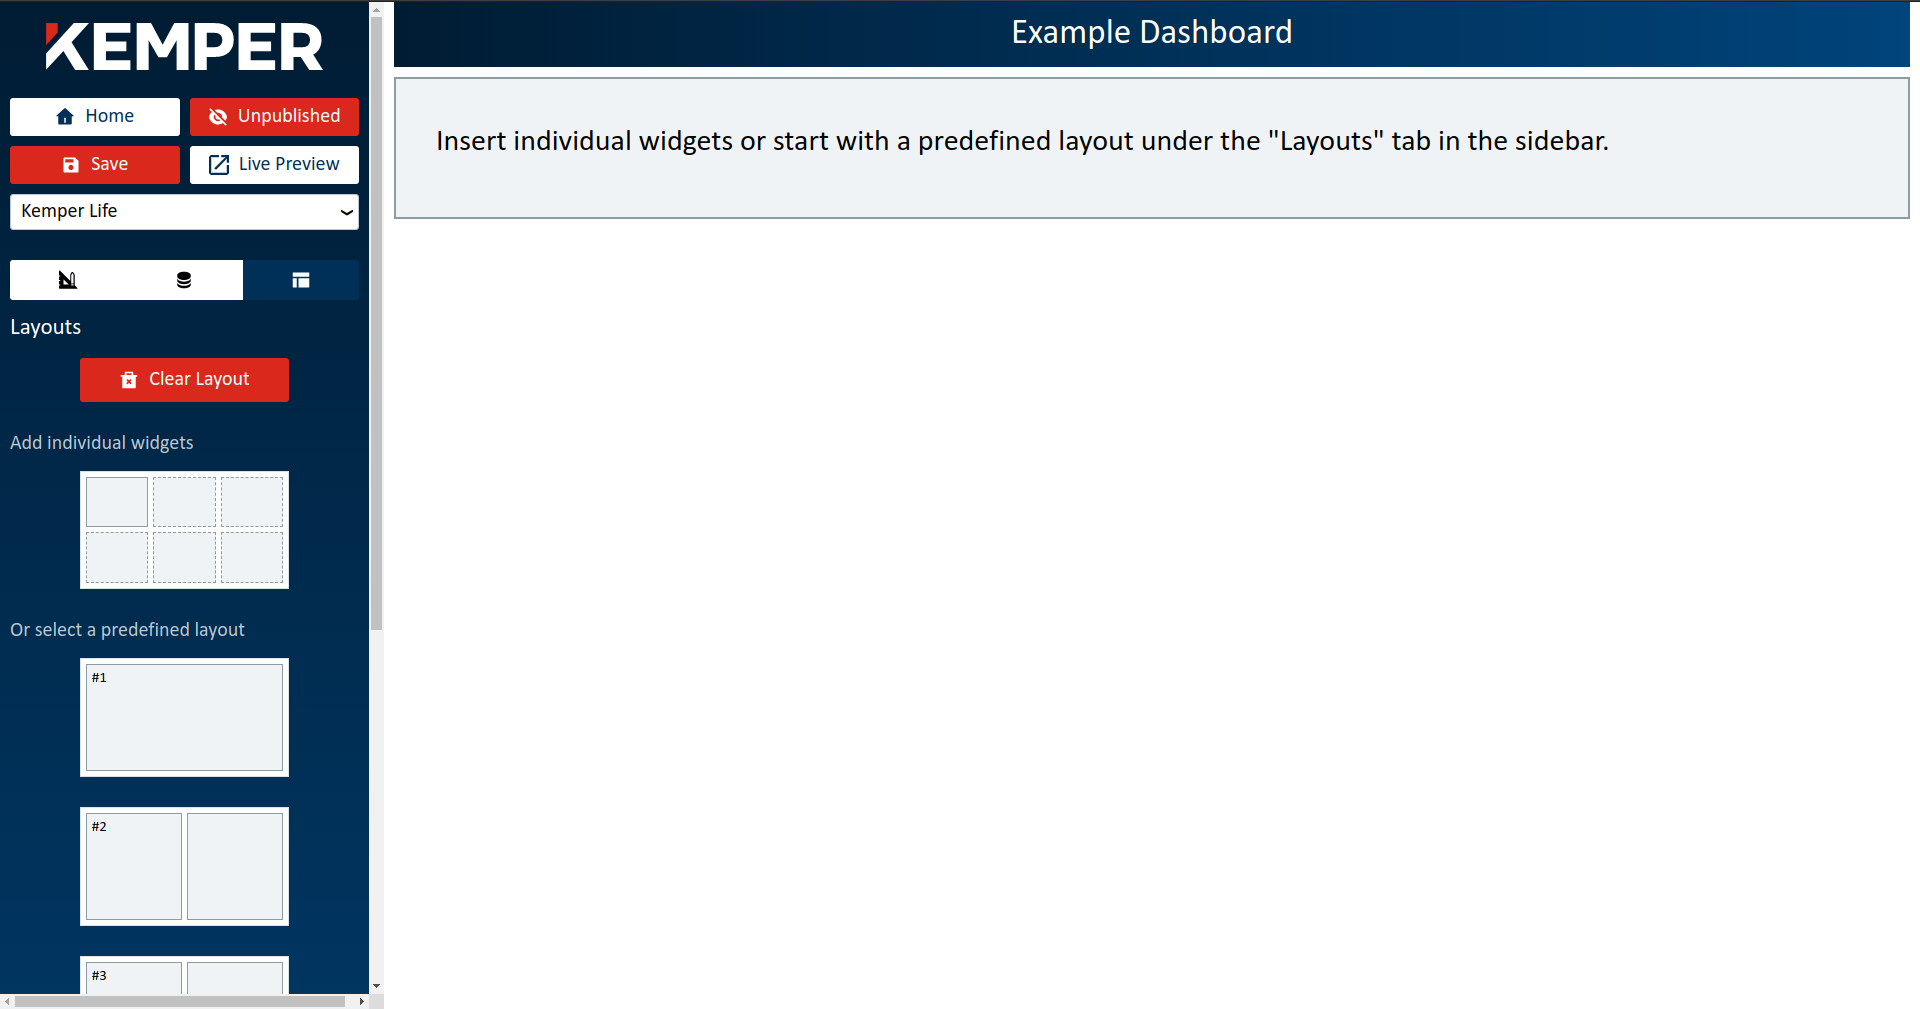 KEMPER
Home
Unpublished
Save
Live Preview
Kemper Life
Layouts
Clear Layout
Add individual widgets
Or select a predefined layout
#1
#2
#3
Example Dashboard
Insert individual widgets or start with a predefined layout under the "Layouts" tab in the sidebar.